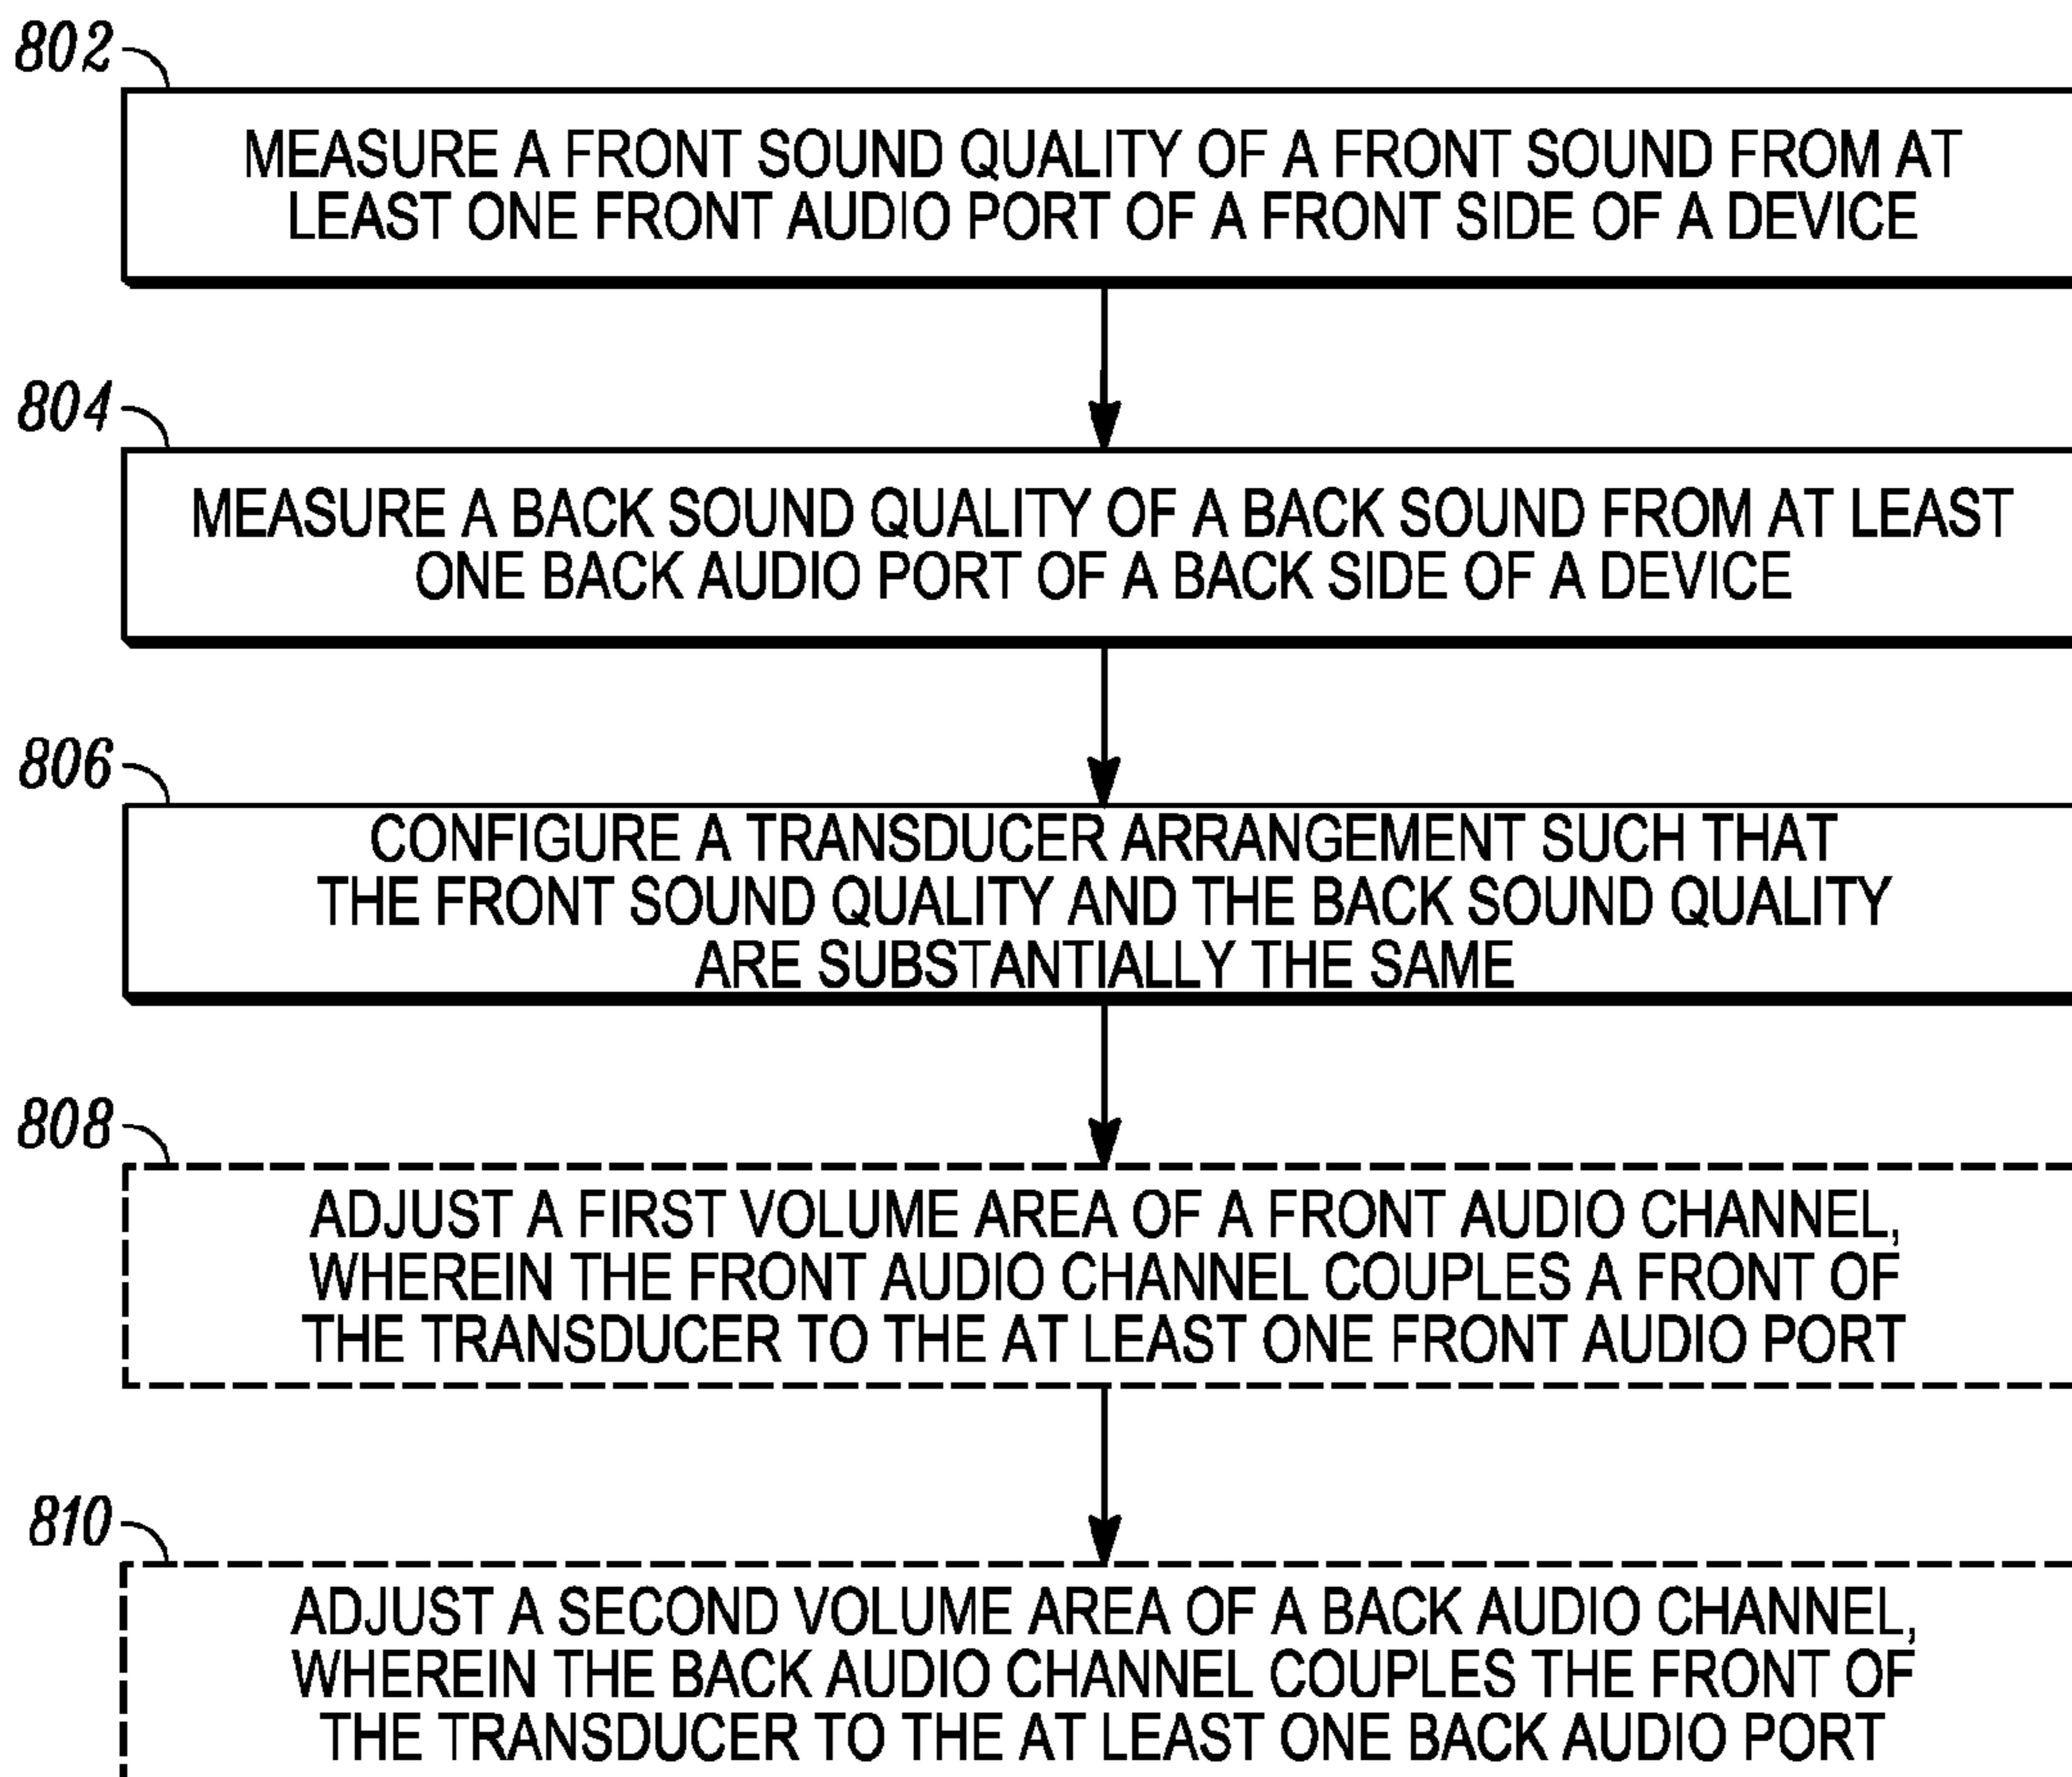 802
MEASURE A FRONT SOUND QUALITY OF A FRONT SOUND FROM AT
LEAST ONE FRONT AUDIO PORT OF A FRONT SIDE OF A DEVICE
804
MEASURE A BACK SOUND QUALITY OF A BACK SOUND FROM AT LEAST
ONE BACK AUDIO PORT OF A BACK SIDE OF A DEVICE
806
CONFIGURE A TRANSDUCER ARRANGEMENT SUCH THAT
THE FRONT SOUND QUALITY AND THE BACK SOUND QUALITY
ARE SUBSTANTIALLY THE SAME
808
ADJUST A FIRST VOLUME AREA OF A FRONT AUDIO CHANNEL,
WHEREIN THE FRONT AUDIO CHANNEL COUPLES A FRONT OF
THE TRANSDUCER TO THE AT LEAST ONE FRONT AUDIO PORT
810
ADJUST A SECOND VOLUME AREA OF A BACK AUDIO CHANNEL,
WHEREIN THE BACK AUDIO CHANNEL COUPLES THE FRONT OF
THE TRANSDUCER TO THE AT LEAST ONE BACK AUDIO PORT